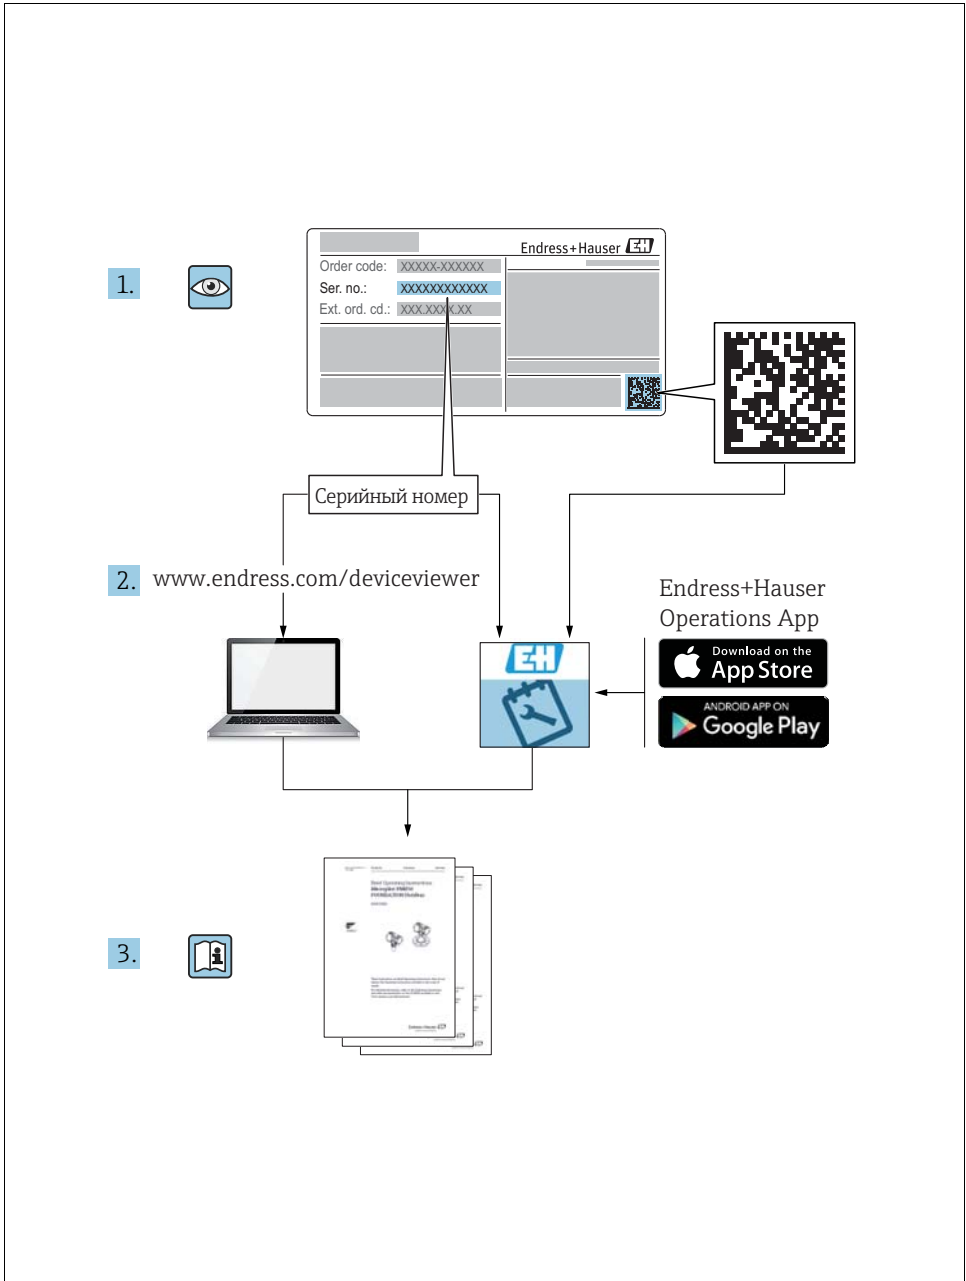 Endress+Hauser EH
Order code: XXXXX-XXXXXX
Ser. no.: XXXXXXXXXXXX
Ext. ord. cd.: XXX.XXXX.XX
1.
Серийный номер
2. www.endress.com/deviceviewer
Endress+Hauser
Operations App
Download on the
App Store
ANDROID APP ON
Google Play
EH
3.